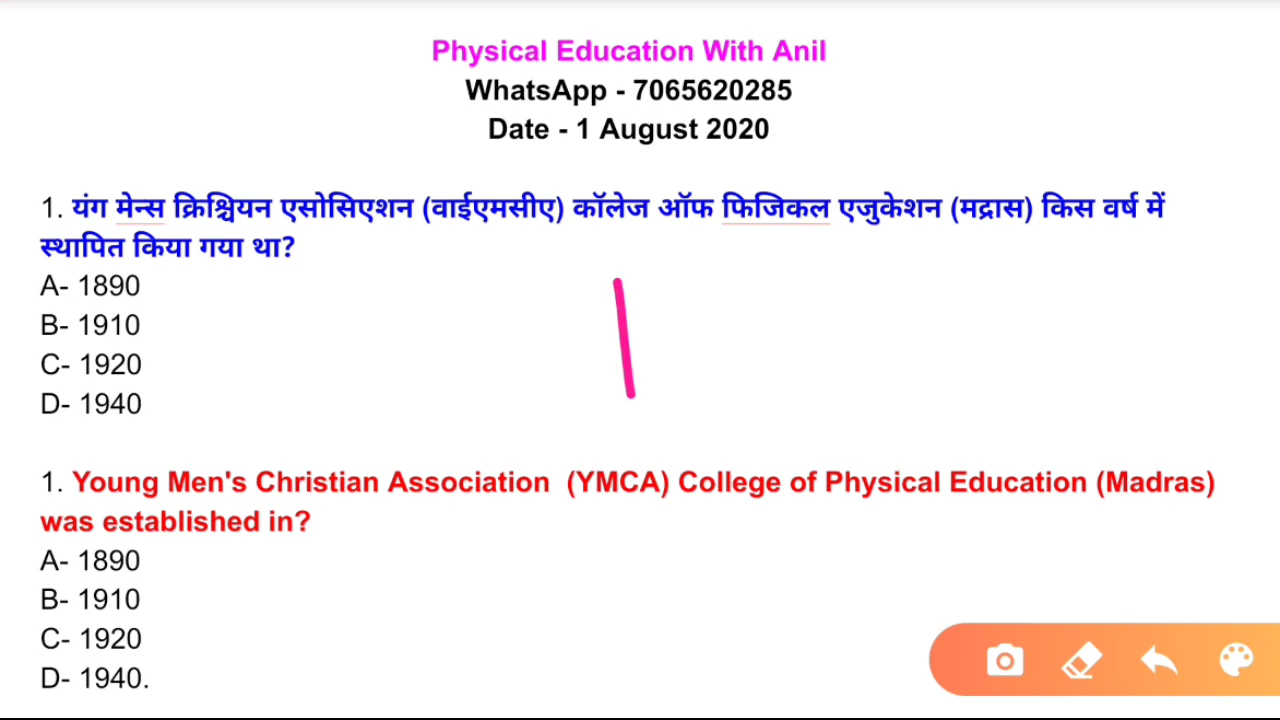 Physical Education With Anil
WhatsApp - 7065620285
Date - 1 August 2020
1. यंग मेन्स क्रिश्चियन एसोसिएशन (वाईएमसीए) कॉलेज ऑफ फिजिकल एजुकेशन (मद्रास) किस वर्ष में
स्थापित किया गया था?
A- 1890
B- 1910
C- 1920
D- 1940
1. Young Men's Christian Association  (YMCA) College of Physical Education (Madras)
was established in?
A- 1890
B- 1910
C- 1920
D- 1940.